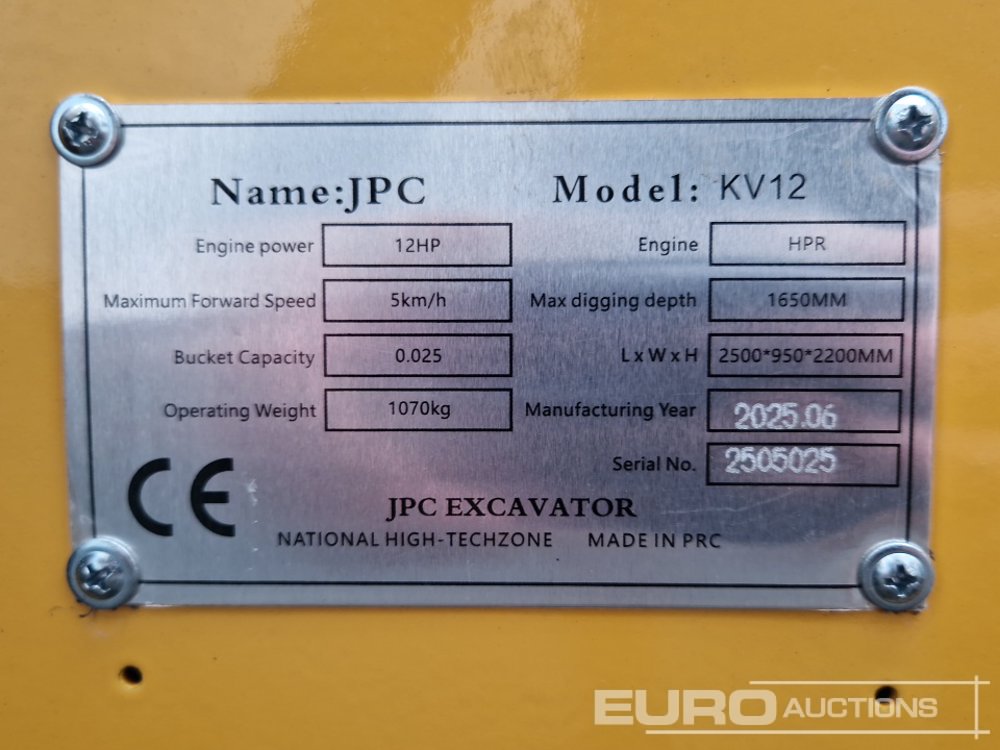 Name:JPC Model: KV12
Engine power 12HP Engine HPR
Maximum Forward Speed 5km/h Max digging depth 1650MM
Bucket Capacity 0.025 LxWxH 2500*950*2200MM
Operating Weight 1070kg Manufacturing Year 2025.06
Serial No. 2505025
CE
JPC EXCAVATOR
NATIONAL HIGH-TECHZONE MADE IN PRC
EURO AUCTIONS